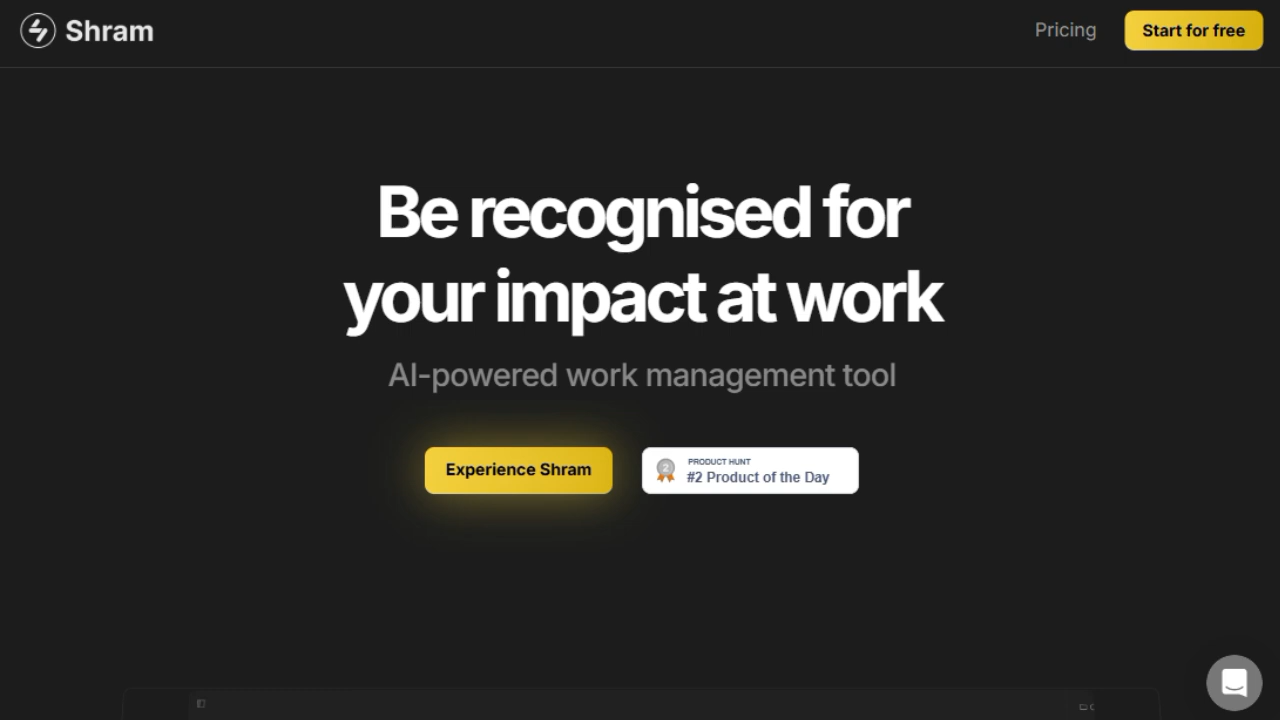 Shram
Pricing
Start for free
Be recognised for
your impact at work
AI-powered work management tool
Experience Shram
2
PRODUCT HUNT
#2 Product of the Day